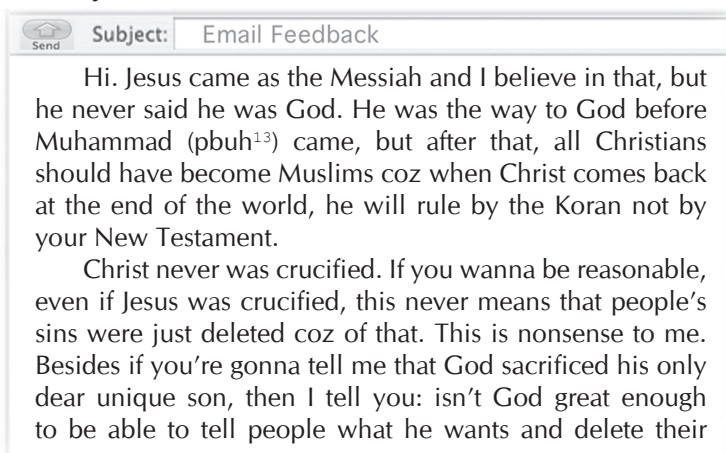 Send Subject: Email Feedback
Hi. Jesus came as the Messiah and I believe in that, but
he never said he was God. He was the way to God before
Muhammad (pbuh¹³) came, but after that, all Christians
should have become Muslims coz when Christ comes back
at the end of the world, he will rule by the Koran not by
your New Testament.
Christ never was crucified. If you wanna be reasonable,
even if Jesus was crucified, this never means that people’s
sins were just deleted coz of that. This is nonsense to me.
Besides if you’re gonna tell me that God sacrificed his only
dear unique son, then I tell you: isn’t God great enough
to be able to tell people what he wants and delete their